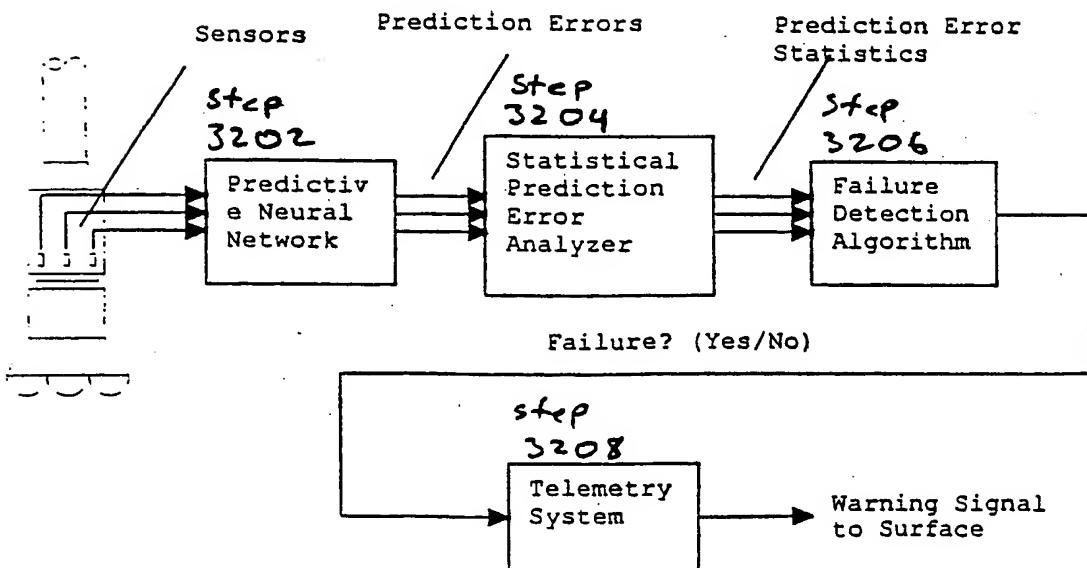 Sensors
Prediction Errors
Prediction Error
Statistics
Step
3202
Step
3204
Step
3206
Predictiv
e Neural
Network
Statistical
Prediction
Error
Analyzer
Failure
Detection
Algorithm
Failure? (Yes/No)
step
3208
Telemetry
System
Warning Signal
to Surface